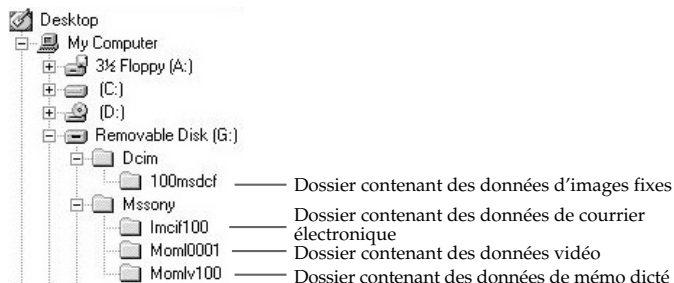 Desktop
My Computer
3½ Floppy (A:)
(C:)
(D:)
Removable Disk (G:)
Dcim
100msdcf
Dossier contenant des données d'images fixes
Mssony
Imcif100
Dossier contenant des données de courrier
électronique
Moml0001
Dossier contenant des données vidéo
Momlv100
Dossier contenant des données de mémo dicté